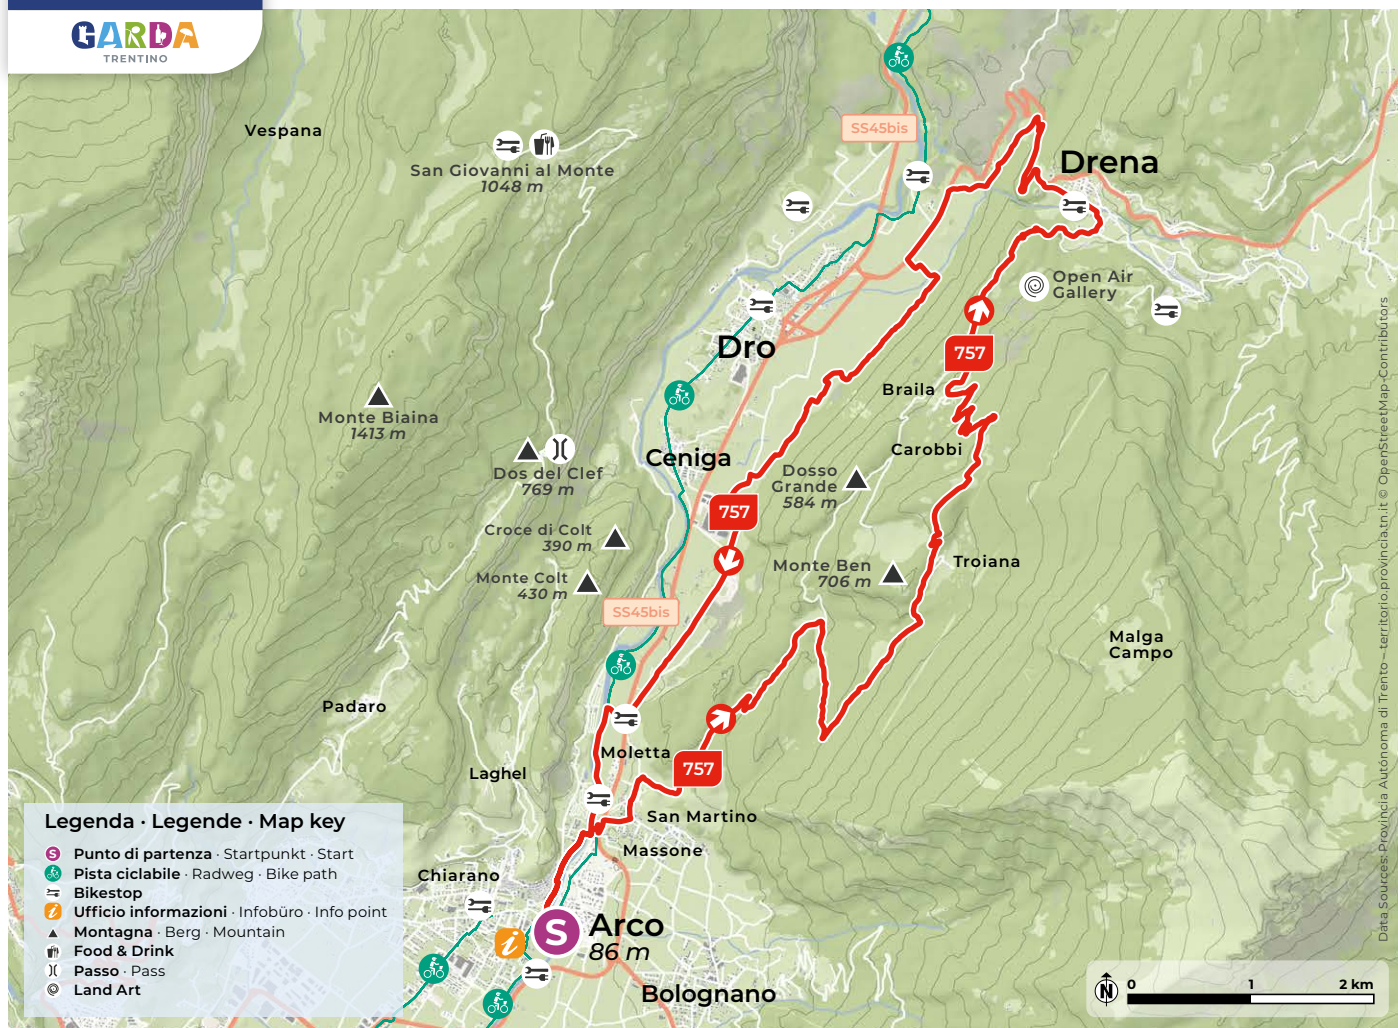 GARDA
TRENTINO
Vespana
San Giovanni al Monte
1048 m
SS45bis
Drena
Open Air
Gallery
757
Dro
Braila
Monte Biaina
1413 m
Carobbi
Ceniga
Dos del Clef
769 m
Dosso
Grande
584 m
757
Croce di Colt
390 m
Monte Colt
430 m
Monte Ben
706 m
Troiana
SS45bis
Malga
Campo
Padaro
Moletta
757
Laghel
San Martino
Massone
Chiarano
S
Arco
86 m
i
Bolognano
Legenda · Legende · Map key
S Punto di partenza · Startpunkt · Start
Pista ciclabile · Radweg · Bike path
Bikestop
i Ufficio informazioni · Infobüro · Info point
Montagna · Berg · Mountain
Food & Drink
Passo · Pass
Land Art
N
0 1 2 km
Data Sources: Provincia Autonoma di Trento – territorio.provincia.tn.it © OpenStreetMap-Contributors